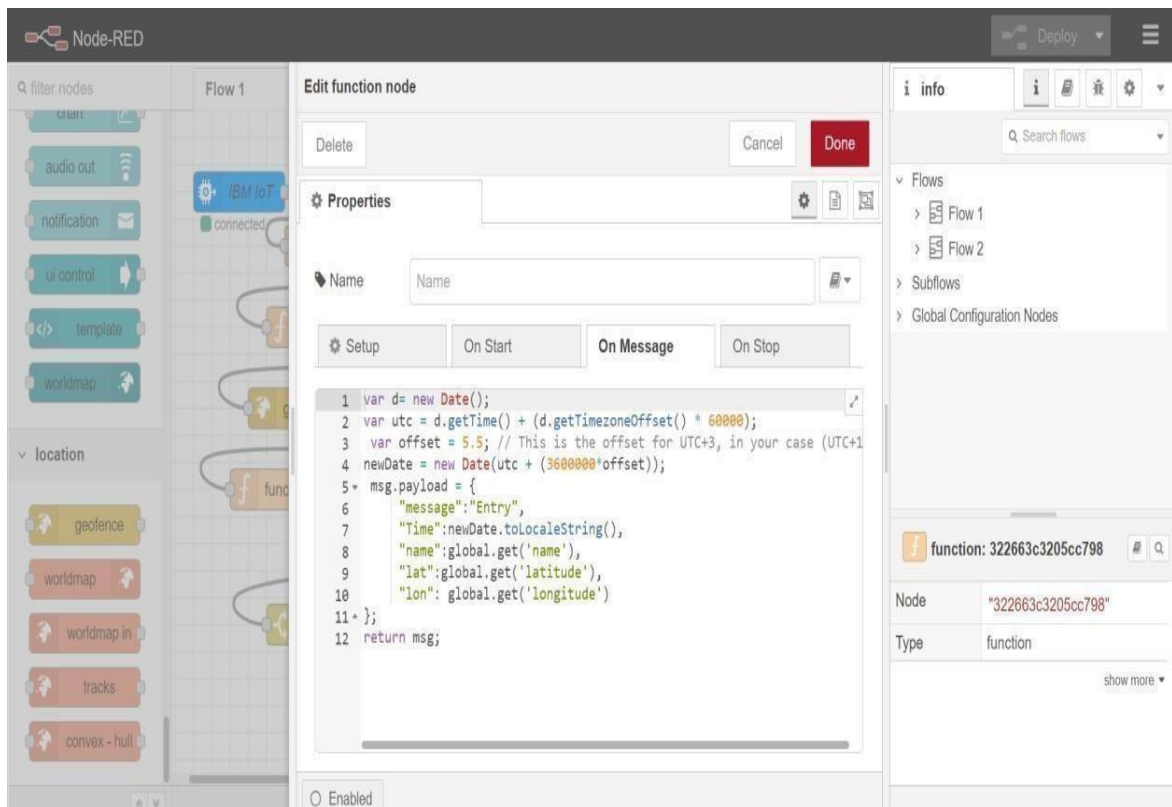 Node-RED
Deploy
filter nodes
chart
audio out
notification
ui control
template
worldmap
location
geofence
worldmap
worldmap in
tracks
convex - hull
Flow 1
IBM IoT
connected
func
Edit function node
Delete
Cancel
Done
Properties
Name
Name
Setup
On Start
On Message
On Stop
1 var d= new Date();
2 var utc = d.getTime() + (d.getTimezoneOffset() * 60000);
3 var offset = 5.5; // This is the offset for UTC+3, in your case (UTC+1
4 newDate = new Date(utc + (3600000*offset));
5 msg.payload = {
6 "message":"Entry",
7 "Time":newDate.toLocaleString(),
8 "name":global.get('name'),
9 "lat":global.get('latitude'),
10 "lon": global.get('longitude')
11 };
12 return msg;
Enabled
i info
i
Search flows
Flows
Flow 1
Flow 2
Subflows
Global Configuration Nodes
function: 322663c3205cc798
Node "322663c3205cc798"
Type function
show more